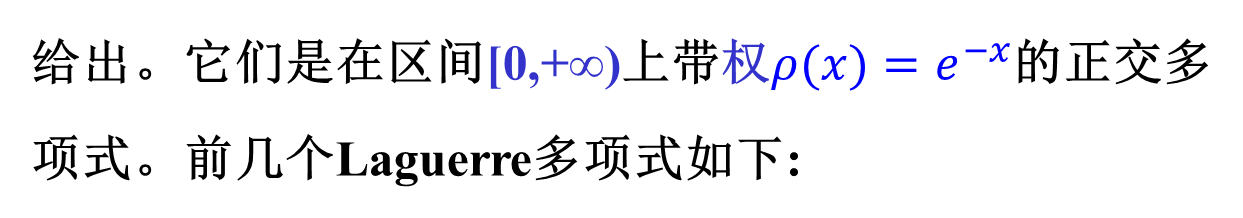 给出。它们是在区间[0,+∞)上带权ρ(x) = e^{−x}的正交多
项式。前几个Laguerre多项式如下: